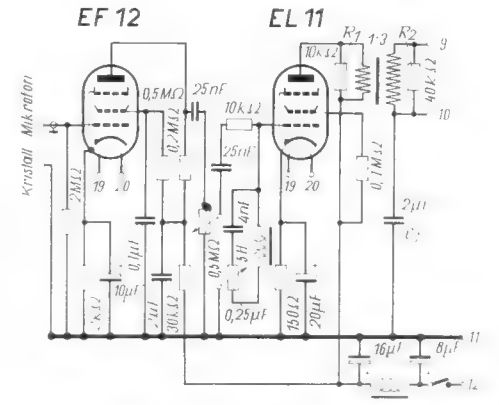 EF 12
EL 11
Kristall Mikrofon
0,5MΩ
25nF
10kΩ
R1
1:3
R2
9
40kΩ
10
0,2MΩ
10kΩ
25nF
19
20
19
20
2MΩ
4nF
0,1MΩ
2µF
0,1µF
5H
10µF
30kΩ
0,5MΩ
0,25µF
150Ω
20µF
11
16µF
8µF